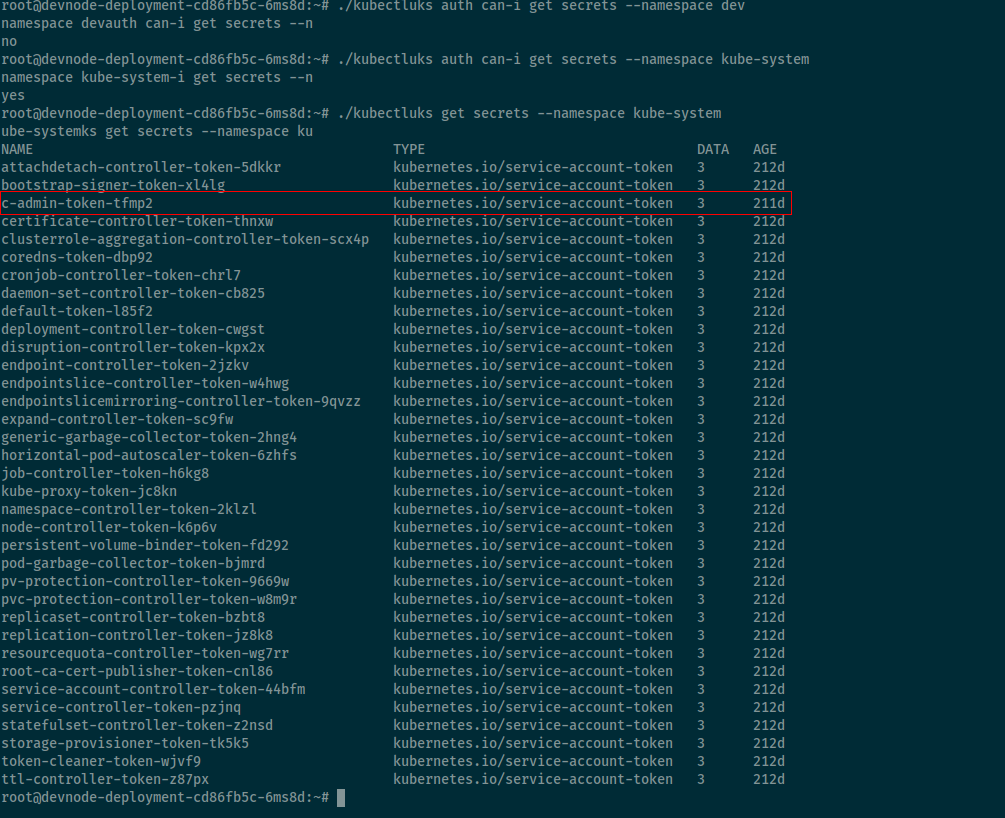 root@devnode-deployment-cd86fb5c-6ms8d:~# ./kubectluks auth can-i get secrets --namespace dev
namespace devauth can-i get secrets --n
no
root@devnode-deployment-cd86fb5c-6ms8d:~# ./kubectluks auth can-i get secrets --namespace kube-system
namespace kube-system-i get secrets --n
yes
root@devnode-deployment-cd86fb5c-6ms8d:~# ./kubectluks get secrets --namespace kube-system
ube-systemks get secrets --namespace ku
NAME TYPE DATA AGE
attachdetach-controller-token-5dkkr kubernetes.io/service-account-token 3 212d
bootstrap-signer-token-xl4lg kubernetes.io/service-account-token 3 212d
c-admin-token-tfmp2 kubernetes.io/service-account-token 3 211d
certificate-controller-token-thnxw kubernetes.io/service-account-token 3 212d
clusterrole-aggregation-controller-token-scx4p kubernetes.io/service-account-token 3 212d
coredns-token-dbp92 kubernetes.io/service-account-token 3 212d
cronjob-controller-token-chrl7 kubernetes.io/service-account-token 3 212d
daemon-set-controller-token-cb825 kubernetes.io/service-account-token 3 212d
default-token-l85f2 kubernetes.io/service-account-token 3 212d
deployment-controller-token-cwgst kubernetes.io/service-account-token 3 212d
disruption-controller-token-kpx2x kubernetes.io/service-account-token 3 212d
endpoint-controller-token-2jzkv kubernetes.io/service-account-token 3 212d
endpointslice-controller-token-w4hwg kubernetes.io/service-account-token 3 212d
endpointslicemirroring-controller-token-9qvzz kubernetes.io/service-account-token 3 212d
expand-controller-token-sc9fw kubernetes.io/service-account-token 3 212d
generic-garbage-collector-token-2hng4 kubernetes.io/service-account-token 3 212d
horizontal-pod-autoscaler-token-6zhfs kubernetes.io/service-account-token 3 212d
job-controller-token-h6kg8 kubernetes.io/service-account-token 3 212d
kube-proxy-token-jc8kn kubernetes.io/service-account-token 3 212d
namespace-controller-token-2klzl kubernetes.io/service-account-token 3 212d
node-controller-token-k6p6v kubernetes.io/service-account-token 3 212d
persistent-volume-binder-token-fd292 kubernetes.io/service-account-token 3 212d
pod-garbage-collector-token-bjmrd kubernetes.io/service-account-token 3 212d
pv-protection-controller-token-9669w kubernetes.io/service-account-token 3 212d
pvc-protection-controller-token-w8m9r kubernetes.io/service-account-token 3 212d
replicaset-controller-token-bzbt8 kubernetes.io/service-account-token 3 212d
replication-controller-token-jz8k8 kubernetes.io/service-account-token 3 212d
resourcequota-controller-token-wg7rr kubernetes.io/service-account-token 3 212d
root-ca-cert-publisher-token-cnl86 kubernetes.io/service-account-token 3 212d
service-account-controller-token-44bfm kubernetes.io/service-account-token 3 212d
service-controller-token-pzjnq kubernetes.io/service-account-token 3 212d
statefulset-controller-token-z2nsd kubernetes.io/service-account-token 3 212d
storage-provisioner-token-tk5k5 kubernetes.io/service-account-token 3 212d
token-cleaner-token-wjvf9 kubernetes.io/service-account-token 3 212d
ttl-controller-token-z87px kubernetes.io/service-account-token 3 212d
root@devnode-deployment-cd86fb5c-6ms8d:~#